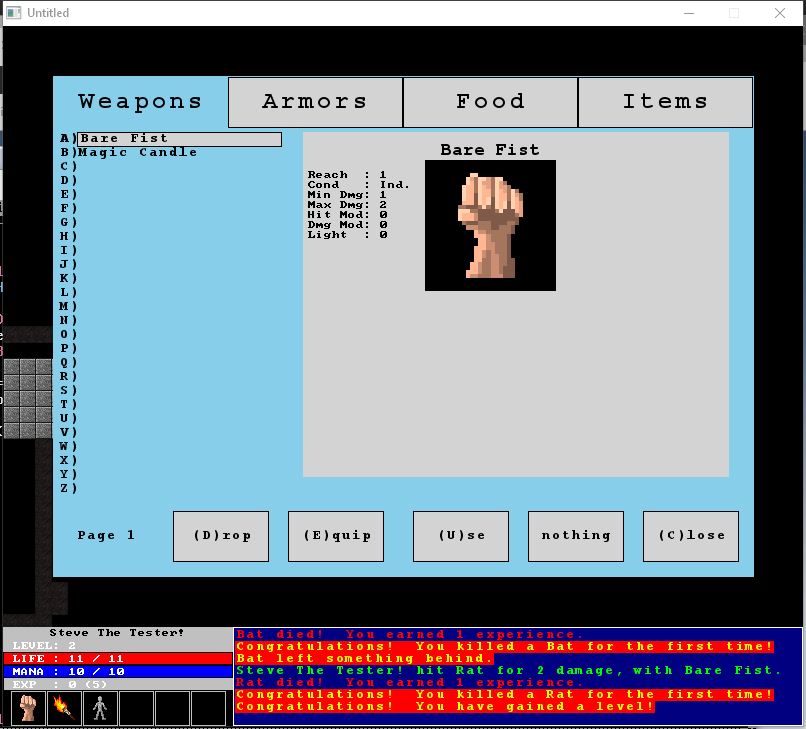 Untitled
Weapons Armors Food Items
A) Bare Fist
B) Magic Candle
C)
D)
E)
F)
G)
H)
I)
J)
K)
L)
M)
N)
O)
P)
Q)
R)
S)
T)
U)
V)
W)
X)
Y)
Z)
Bare Fist
Reach : 1
Cond : Ind.
Min Dmg: 1
Max Dmg: 2
Hit Mod: 0
Dmg Mod: 0
Light : 0
Page 1 (D)rop (E)quip (U)se nothing (C)lose
Steve The Tester!
LEVEL: 2
LIFE : 11 / 11
MANA : 10 / 10
EXP : 0 (5)
Bat died! You earned 1 experience.
Congratulations! You killed a Bat for the first time!
Bat left something behind.
Steve The Tester! hit Rat for 2 damage, with Bare Fist.
Rat died! You earned 1 experience.
Congratulations! You killed a Rat for the first time!
Congratulations! You have gained a level!